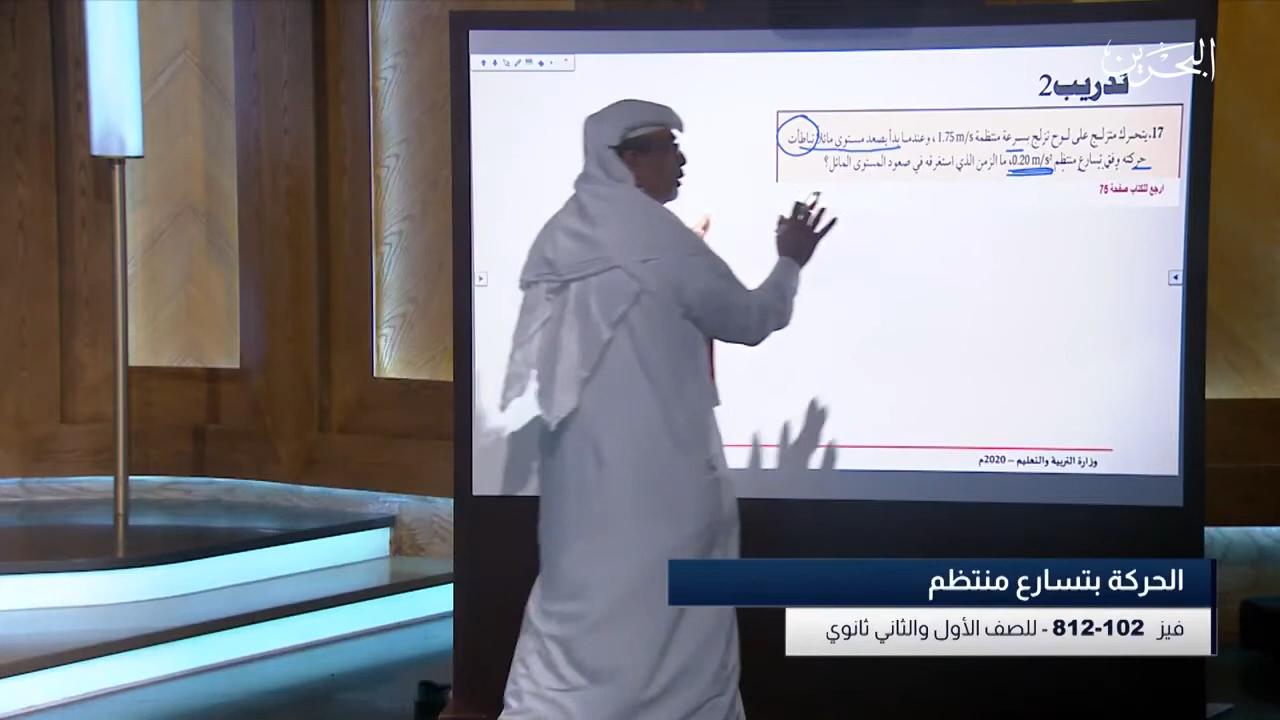 البحرين
تدريب2
17. يتحرك متزلج على لوح تزلج بسرعة منتظمة 1.75 m/s ، وعندما بدأ يصعد مستوى مائلا تباطأت
حركته وفق تسارع منتظم 0.20 m/s²، ما الزمن الذي استغرقه في صعود المستوى المائل؟
ارجع للكتاب صفحة 75
وزارة التربية والتعليم – 2020م
الحركة بتسارع منتظم
فيز 102-812 - للصف الأول والثاني ثانوي